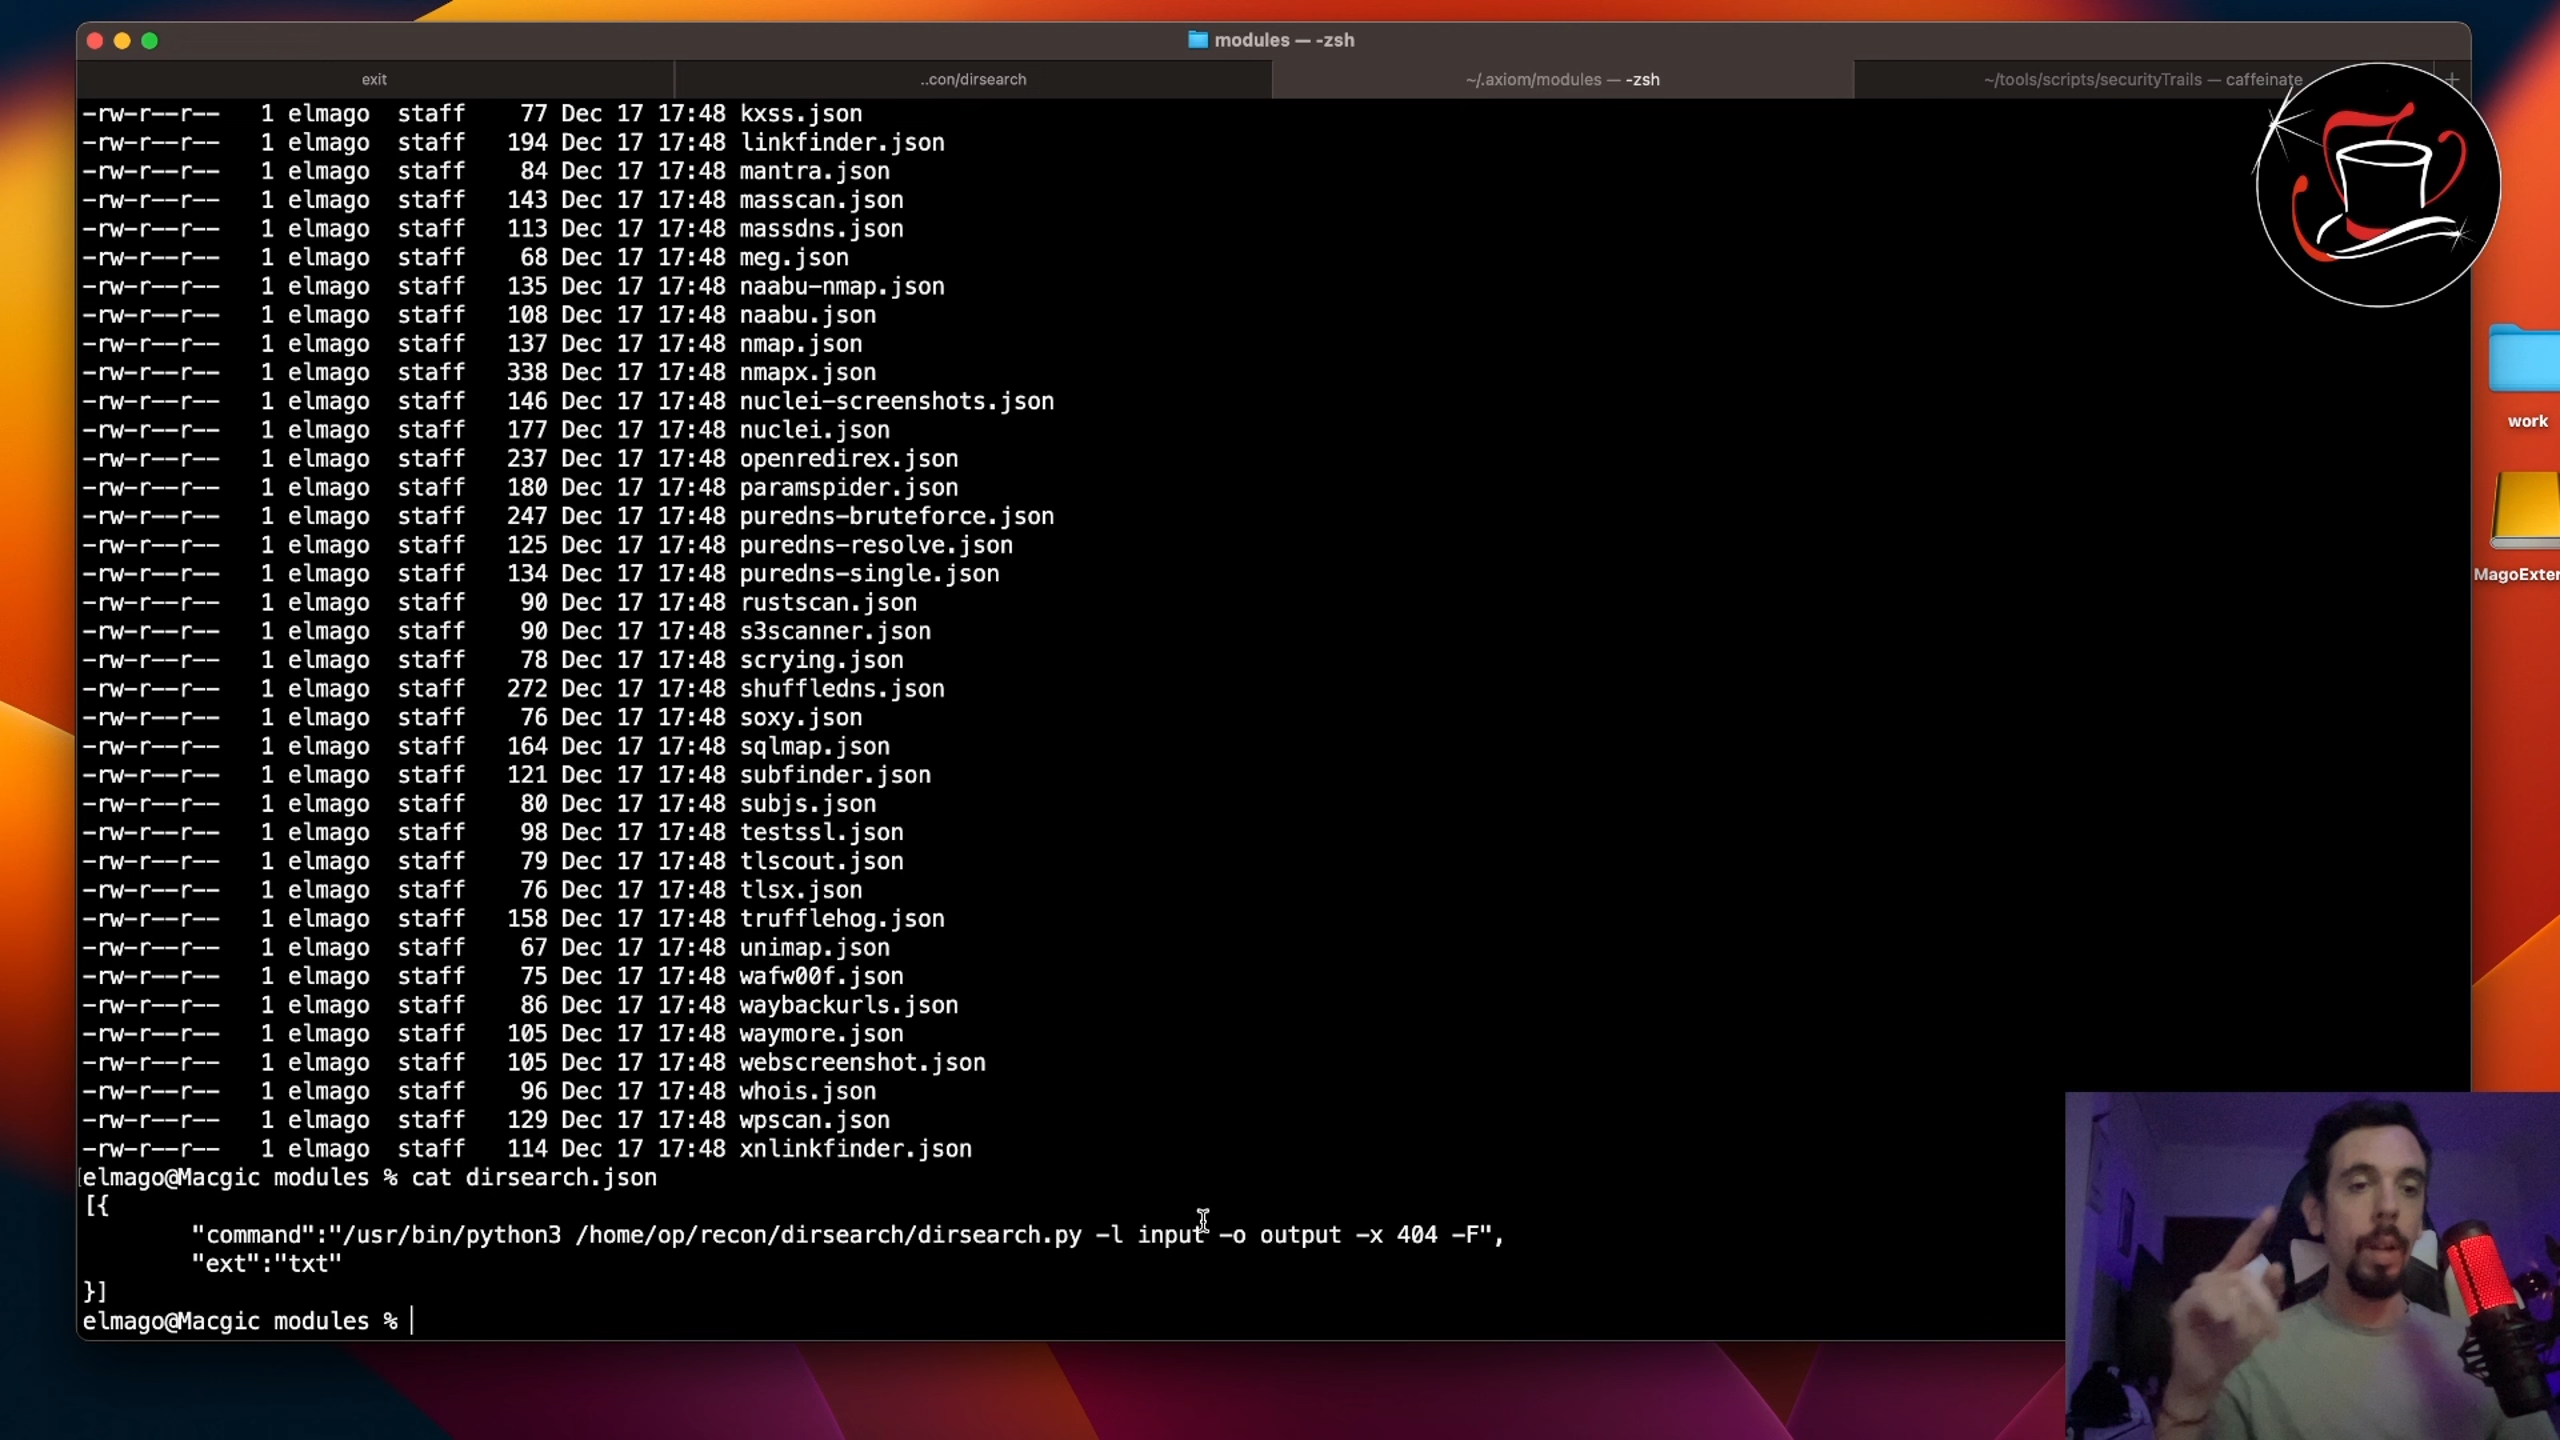 modules — -zsh
exit
..con/dirsearch
~/.axiom/modules — -zsh
~/tools/scripts/securityTrails — caffeinate
-rw-r--r-- 1 elmago staff 77 Dec 17 17:48 kxss.json
-rw-r--r-- 1 elmago staff 194 Dec 17 17:48 linkfinder.json
-rw-r--r-- 1 elmago staff 84 Dec 17 17:48 mantra.json
-rw-r--r-- 1 elmago staff 143 Dec 17 17:48 masscan.json
-rw-r--r-- 1 elmago staff 113 Dec 17 17:48 massdns.json
-rw-r--r-- 1 elmago staff 68 Dec 17 17:48 meg.json
-rw-r--r-- 1 elmago staff 135 Dec 17 17:48 naabu-nmap.json
-rw-r--r-- 1 elmago staff 108 Dec 17 17:48 naabu.json
-rw-r--r-- 1 elmago staff 137 Dec 17 17:48 nmap.json
-rw-r--r-- 1 elmago staff 338 Dec 17 17:48 nmapx.json
-rw-r--r-- 1 elmago staff 146 Dec 17 17:48 nuclei-screenshots.json
-rw-r--r-- 1 elmago staff 177 Dec 17 17:48 nuclei.json
-rw-r--r-- 1 elmago staff 237 Dec 17 17:48 openredirex.json
-rw-r--r-- 1 elmago staff 180 Dec 17 17:48 paramspider.json
-rw-r--r-- 1 elmago staff 247 Dec 17 17:48 puredns-bruteforce.json
-rw-r--r-- 1 elmago staff 125 Dec 17 17:48 puredns-resolve.json
-rw-r--r-- 1 elmago staff 134 Dec 17 17:48 puredns-single.json
-rw-r--r-- 1 elmago staff 90 Dec 17 17:48 rustscan.json
-rw-r--r-- 1 elmago staff 90 Dec 17 17:48 s3scanner.json
-rw-r--r-- 1 elmago staff 78 Dec 17 17:48 scrying.json
-rw-r--r-- 1 elmago staff 272 Dec 17 17:48 shuffledns.json
-rw-r--r-- 1 elmago staff 76 Dec 17 17:48 soxy.json
-rw-r--r-- 1 elmago staff 164 Dec 17 17:48 sqlmap.json
-rw-r--r-- 1 elmago staff 121 Dec 17 17:48 subfinder.json
-rw-r--r-- 1 elmago staff 80 Dec 17 17:48 subjs.json
-rw-r--r-- 1 elmago staff 98 Dec 17 17:48 testssl.json
-rw-r--r-- 1 elmago staff 79 Dec 17 17:48 tlscout.json
-rw-r--r-- 1 elmago staff 76 Dec 17 17:48 tlsx.json
-rw-r--r-- 1 elmago staff 158 Dec 17 17:48 trufflehog.json
-rw-r--r-- 1 elmago staff 67 Dec 17 17:48 unimap.json
-rw-r--r-- 1 elmago staff 75 Dec 17 17:48 wafw00f.json
-rw-r--r-- 1 elmago staff 86 Dec 17 17:48 waybackurls.json
-rw-r--r-- 1 elmago staff 105 Dec 17 17:48 waymore.json
-rw-r--r-- 1 elmago staff 105 Dec 17 17:48 webscreenshot.json
-rw-r--r-- 1 elmago staff 96 Dec 17 17:48 whois.json
-rw-r--r-- 1 elmago staff 129 Dec 17 17:48 wpscan.json
-rw-r--r-- 1 elmago staff 114 Dec 17 17:48 xnlinkfinder.json
elmago@Macgic modules % cat dirsearch.json
[{
"command":"/usr/bin/python3 /home/op/recon/dirsearch/dirsearch.py -l input -o output -x 404 -F",
"ext":"txt"
}]
elmago@Macgic modules %
work
MagoExter